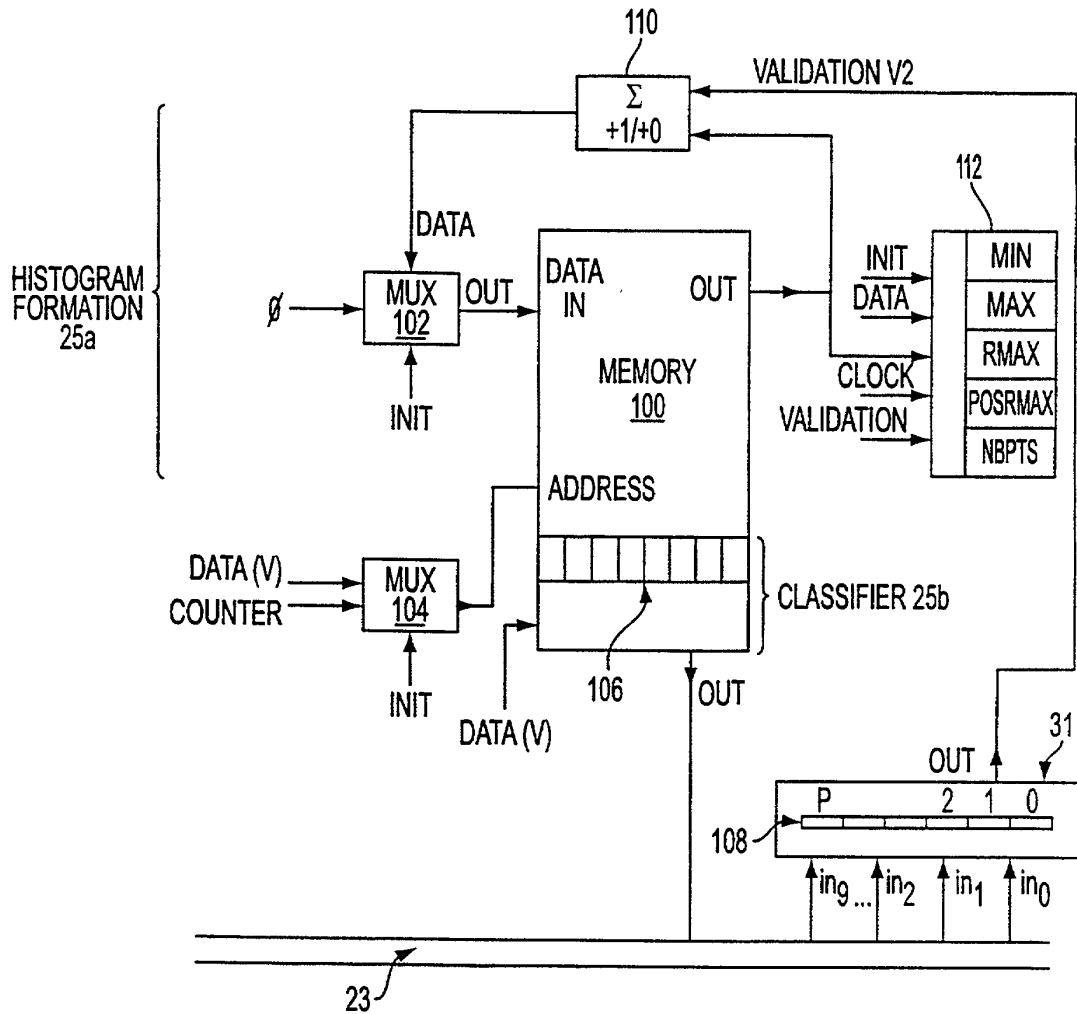 110
VALIDATION V2
Σ
+1/+0
112
HISTOGRAM
FORMATION
25a
DATA
MUX
102
OUT
∅
INIT
DATA
IN
OUT
MEMORY
100
ADDRESS
INIT
DATA
CLOCK
VALIDATION
MIN
MAX
RMAX
POSRMAX
NBPTS
DATA (V)
COUNTER
MUX
104
INIT
DATA (V)
106
CLASSIFIER 25b
OUT
OUT
31
P 2 1 0
108
in9... in2 in1 in0
23